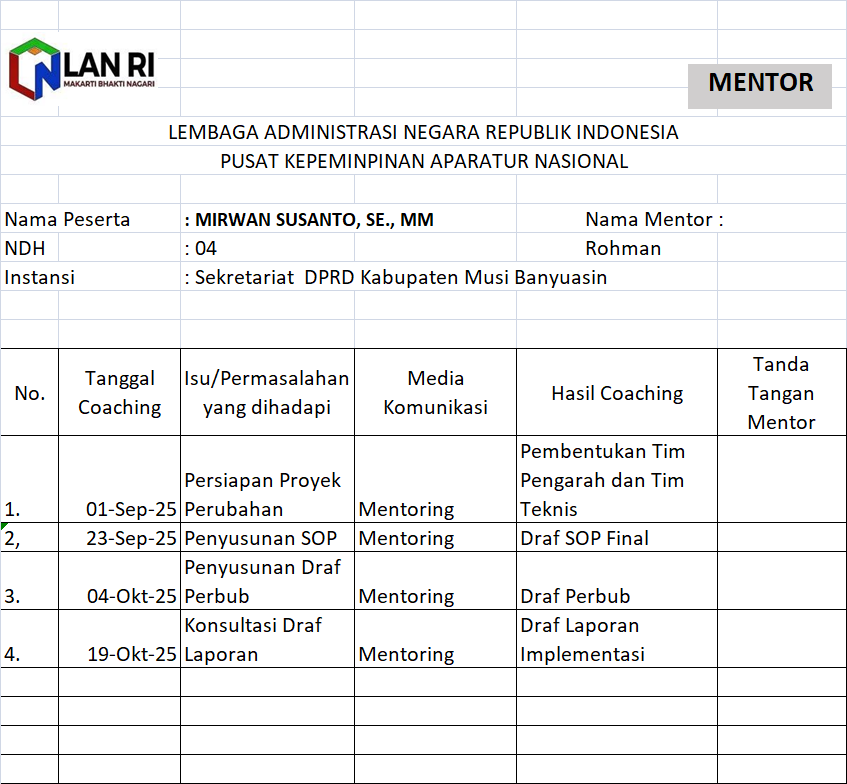 LAN RI
MAKARTI BHAKTI NAGARI
MENTOR
LEMBAGA ADMINISTRASI NEGARA REPUBLIK INDONESIA
PUSAT KEPEMINPINAN APARATUR NASIONAL
Nama Peserta : MIRWAN SUSANTO, SE., MM Nama Mentor :
NDH : 04 Rohman
Instansi : Sekretariat DPRD Kabupaten Musi Banyuasin
No.
Tanggal
Coaching
Isu/Permasalahan
yang dihadapi
Media
Komunikasi
Hasil Coaching
Tanda
Tangan
Mentor
1.
01-Sep-25
Persiapan Proyek
Perubahan
Mentoring
Pembentukan Tim
Pengarah dan Tim
Teknis
2,
23-Sep-25
Penyusunan SOP
Mentoring
Draf SOP Final
3.
04-Okt-25
Penyusunan Draf
Perbub
Mentoring
Draf Perbub
4.
19-Okt-25
Konsultasi Draf
Laporan
Mentoring
Draf Laporan
Implementasi